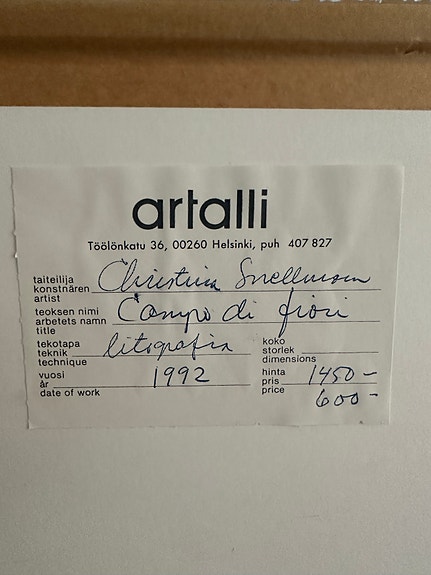 artalli
Töölönkatu 36, 00260 Helsinki, puh 407 827
taiteilija
konstnären
artist
Christina Snellman
teoksen nimi
arbetets namn
title
Campo di fiori
tekotapa
teknik
technique
litografia
koko
storlek
dimensions
vuosi
år
date of work
1992
hinta
pris
price
1450-
600-